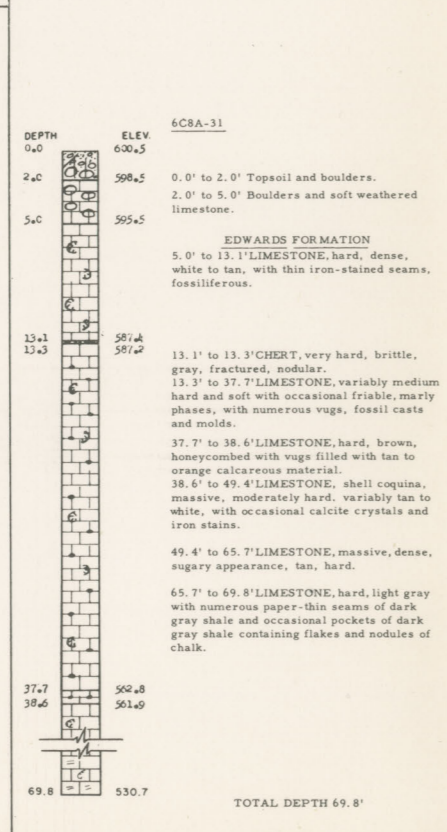 6C8A-31
DEPTH ELEV.
0.0 600.5
2.0 598.5 0.0' to 2.0' Topsoil and boulders.
2.0' to 5.0' Boulders and soft weathered
limestone.
5.0 595.5
EDWARDS FORMATION
5.0' to 13.1' LIMESTONE, hard, dense,
white to tan, with thin iron-stained seams,
fossiliferous.
13.1 587.4
13.3 587.2 13.1' to 13.3' CHERT, very hard, brittle,
gray, fractured, nodular.
13.3' to 37.7' LIMESTONE, variably medium
hard and soft with occasional friable, marly
phases, with numerous vugs, fossil casts
and molds.
37.7' to 38.6' LIMESTONE, hard, brown,
honeycombed with vugs filled with tan to
orange calcareous material.
38.6' to 49.4' LIMESTONE, shell coquina,
massive, moderately hard. variably tan to
white, with occasional calcite crystals and
iron stains.
49.4' to 65.7' LIMESTONE, massive, dense,
sugary appearance, tan, hard.
65.7' to 69.8' LIMESTONE, hard, light gray
with numerous paper-thin seams of dark
gray shale and occasional pockets of dark
gray shale containing flakes and nodules of
chalk.
37.7 562.8
38.6 561.9
69.8 530.7
TOTAL DEPTH 69.8'